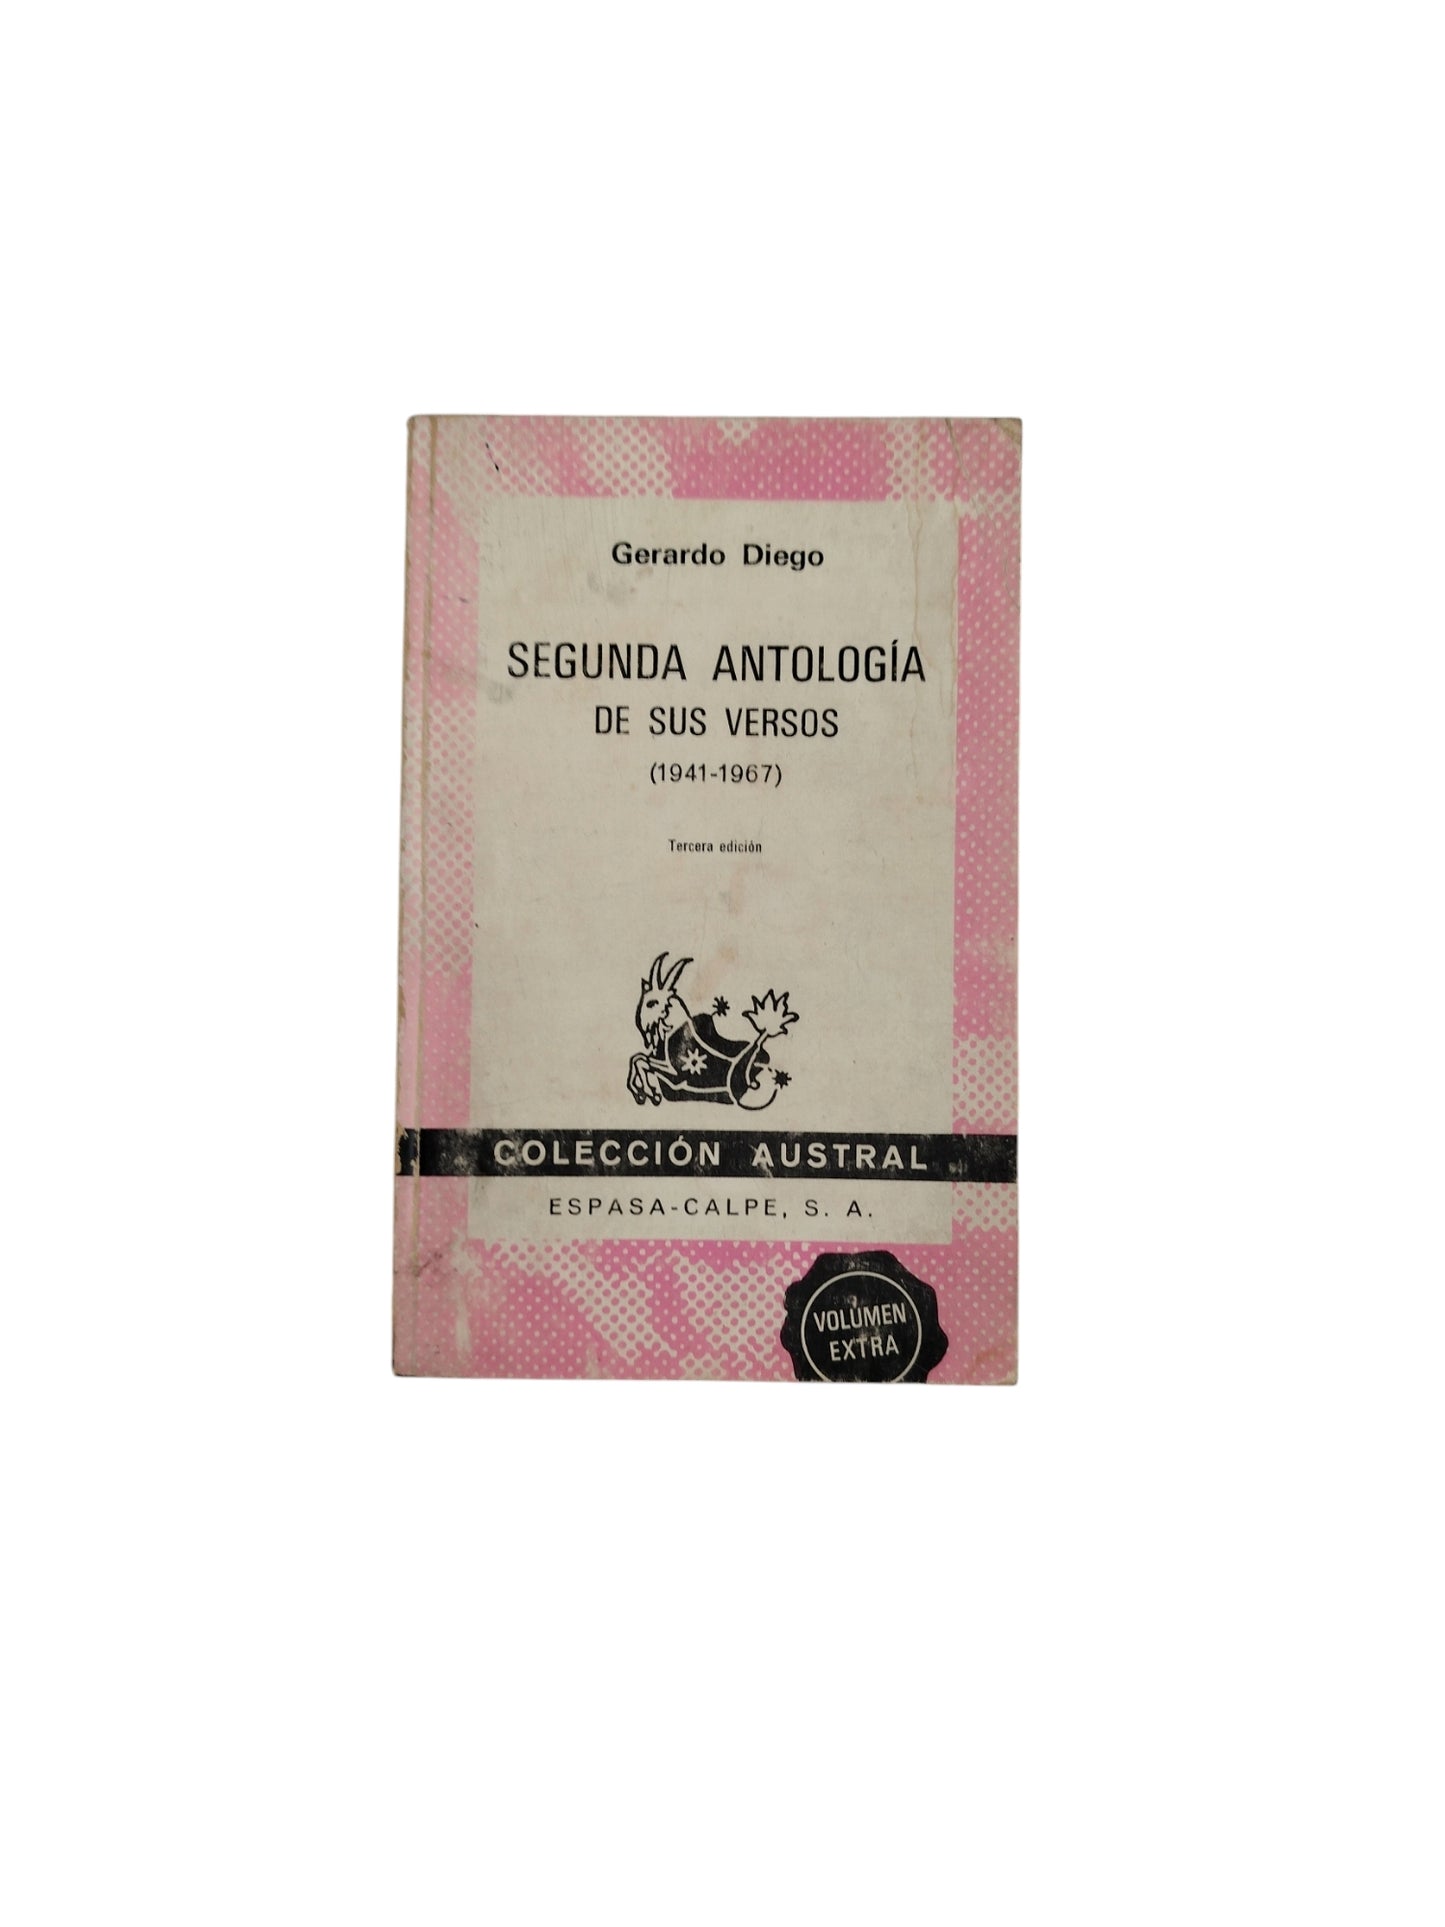 Gerardo Diego
SEGUNDA ANTOLOGÍA
DE SUS VERSOS
(1941-1967)
Tercera edición
COLECCIÓN AUSTRAL
ESPASA-CALPE, S. A.
VOLUMEN
EXTRA